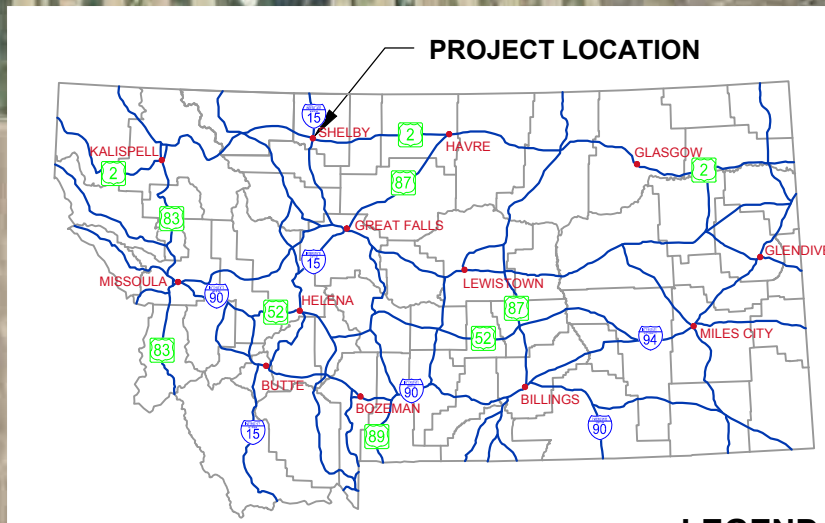 PROJECT LOCATION
15
SHELBY
2
HAVRE
KALISPELL
2
GLASGOW
2
87
83
GREAT FALLS
15
GLENDIVE
LEWISTOWN
MISSOULA
90
HELENA
52
87
52
MILES CITY
94
83
BUTTE
90
BILLINGS
BOZEMAN
15
89
90
LEGEND